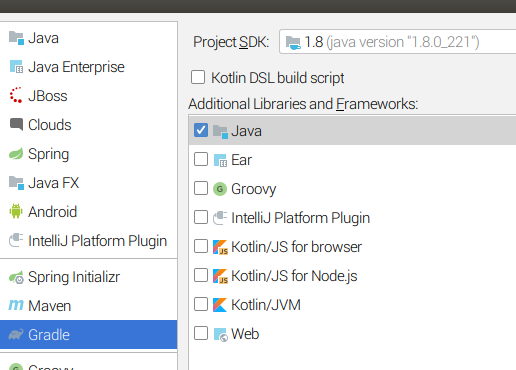 Java
Java Enterprise
JBoss
Clouds
Spring
Java FX
Android
IntelliJ Platform Plugin
Spring Initializr
Maven
Gradle
Groovy
Project SDK: 1.8 (java version "1.8.0_221")
Kotlin DSL build script
Additional Libraries and Frameworks:
Java
Ear
Groovy
IntelliJ Platform Plugin
Kotlin/JS for browser
Kotlin/JS for Node.js
Kotlin/JVM
Web